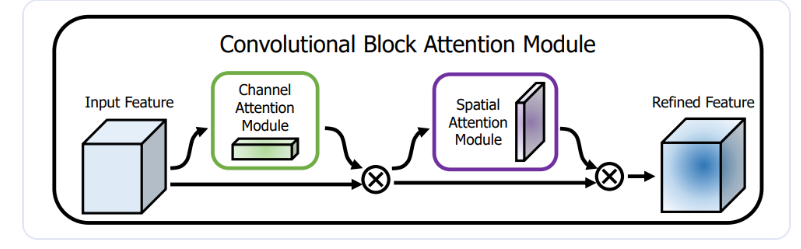 Convolutional Block Attention Module
Input Feature
Channel
Attention
Module
Spatial
Attention
Module
Refined Feature